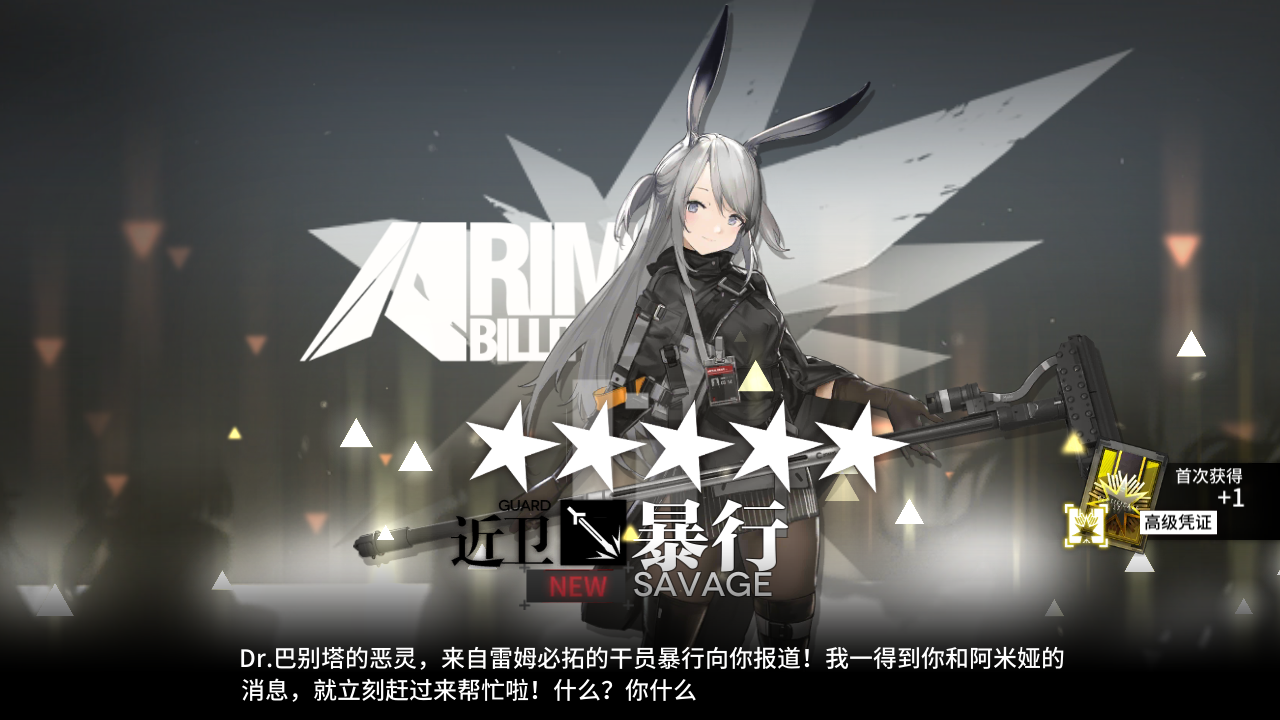 RIM
BILLI
首次获得
+1
高级凭证
GUARD
近卫
暴行
NEW
SAVAGE
Dr.巴别塔的恶灵，来自雷姆必拓的干员暴行向你报道！我一得到你和阿米娅的
消息，就立刻赶过来帮忙啦！什么？你什么